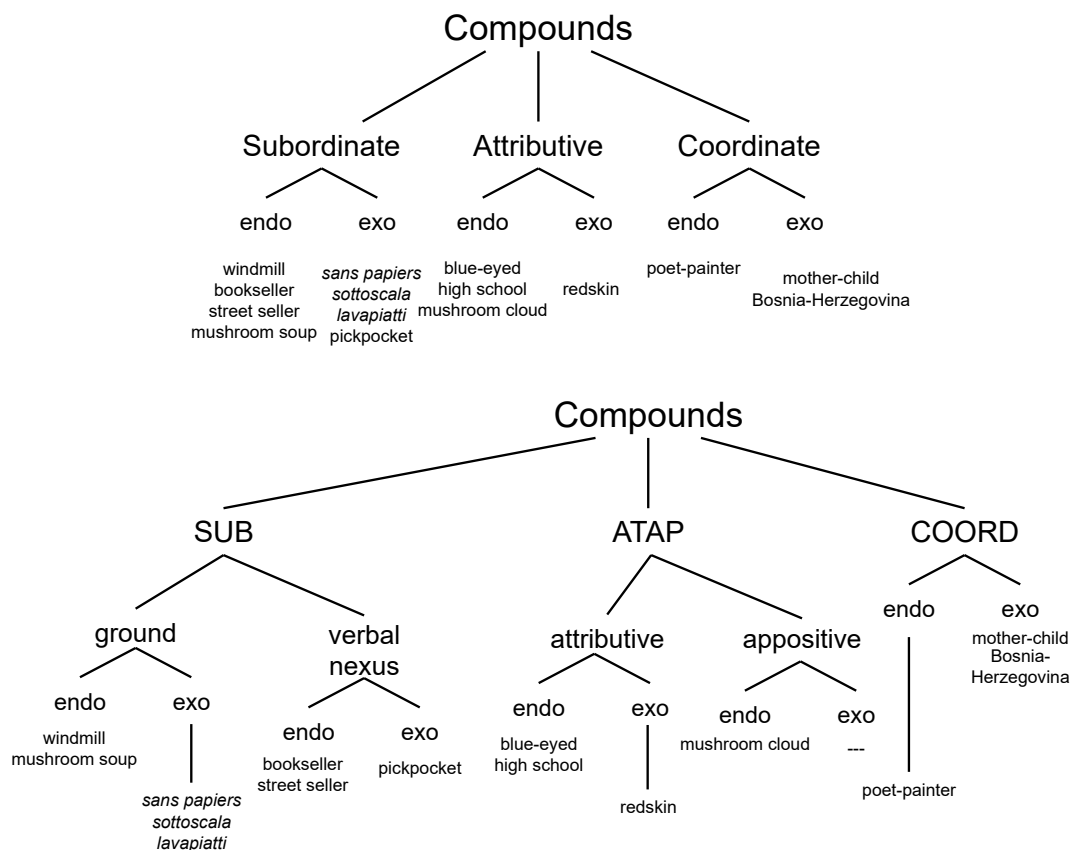 Compounds
Subordinate Attributive Coordinate
endo exo endo exo endo exo
windmill
bookseller
street seller
mushroom soup
sans papiers
sottoscala
lavapiatti
pickpocket
blue-eyed
high school
mushroom cloud
redskin
poet-painter
mother-child
Bosnia-Herzegovina
Compounds
SUB ATAP COORD
ground
verbal
nexus
attributive
appositive
endo exo
mother-child
Bosnia-
Herzegovina
endo exo
windmill
mushroom soup
sans papiers
sottoscala
lavapiatti
endo exo
bookseller
street seller
pickpocket
endo exo
blue-eyed
high school
redskin
endo exo
mushroom cloud
---
poet-painter